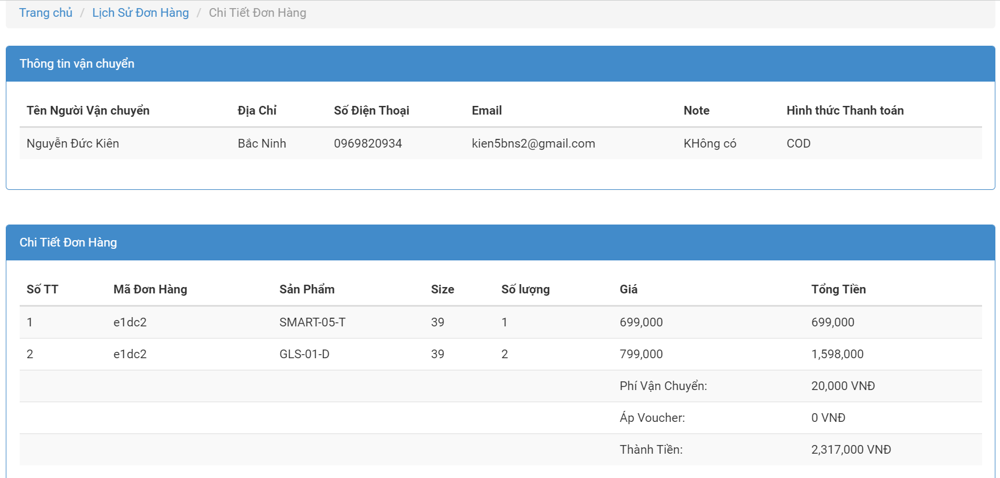 Trang chủ / Lịch Sử Đơn Hàng / Chi Tiết Đơn Hàng
Thông tin vận chuyển
Tên Người Vận chuyển Địa Chỉ Số Điện Thoại Email Note Hình thức Thanh toán
Nguyễn Đức Kiên Bắc Ninh 0969820934 kien5bns2@gmail.com KHông có COD
Chi Tiết Đơn Hàng
Số TT Mã Đơn Hàng Sản Phẩm Size Số lượng Giá Tổng Tiền
1 e1dc2 SMART-05-T 39 1 699,000 699,000
2 e1dc2 GLS-01-D 39 2 799,000 1,598,000
Phí Vận Chuyển: 20,000 VNĐ
Áp Voucher: 0 VNĐ
Thành Tiền: 2,317,000 VNĐ